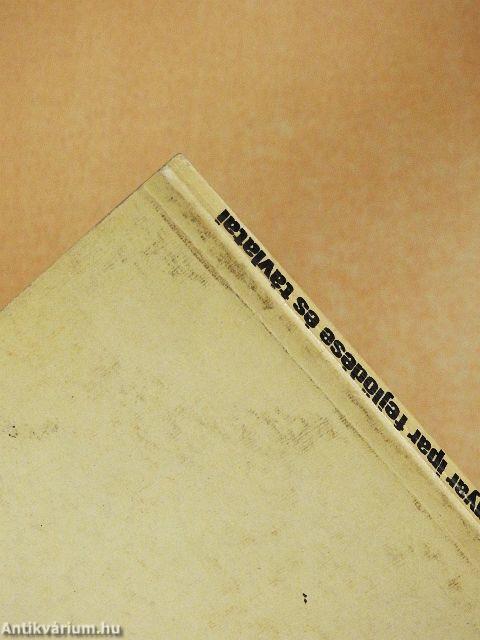 yar ipar fejlődése és távlatai
Antikvárium.hu